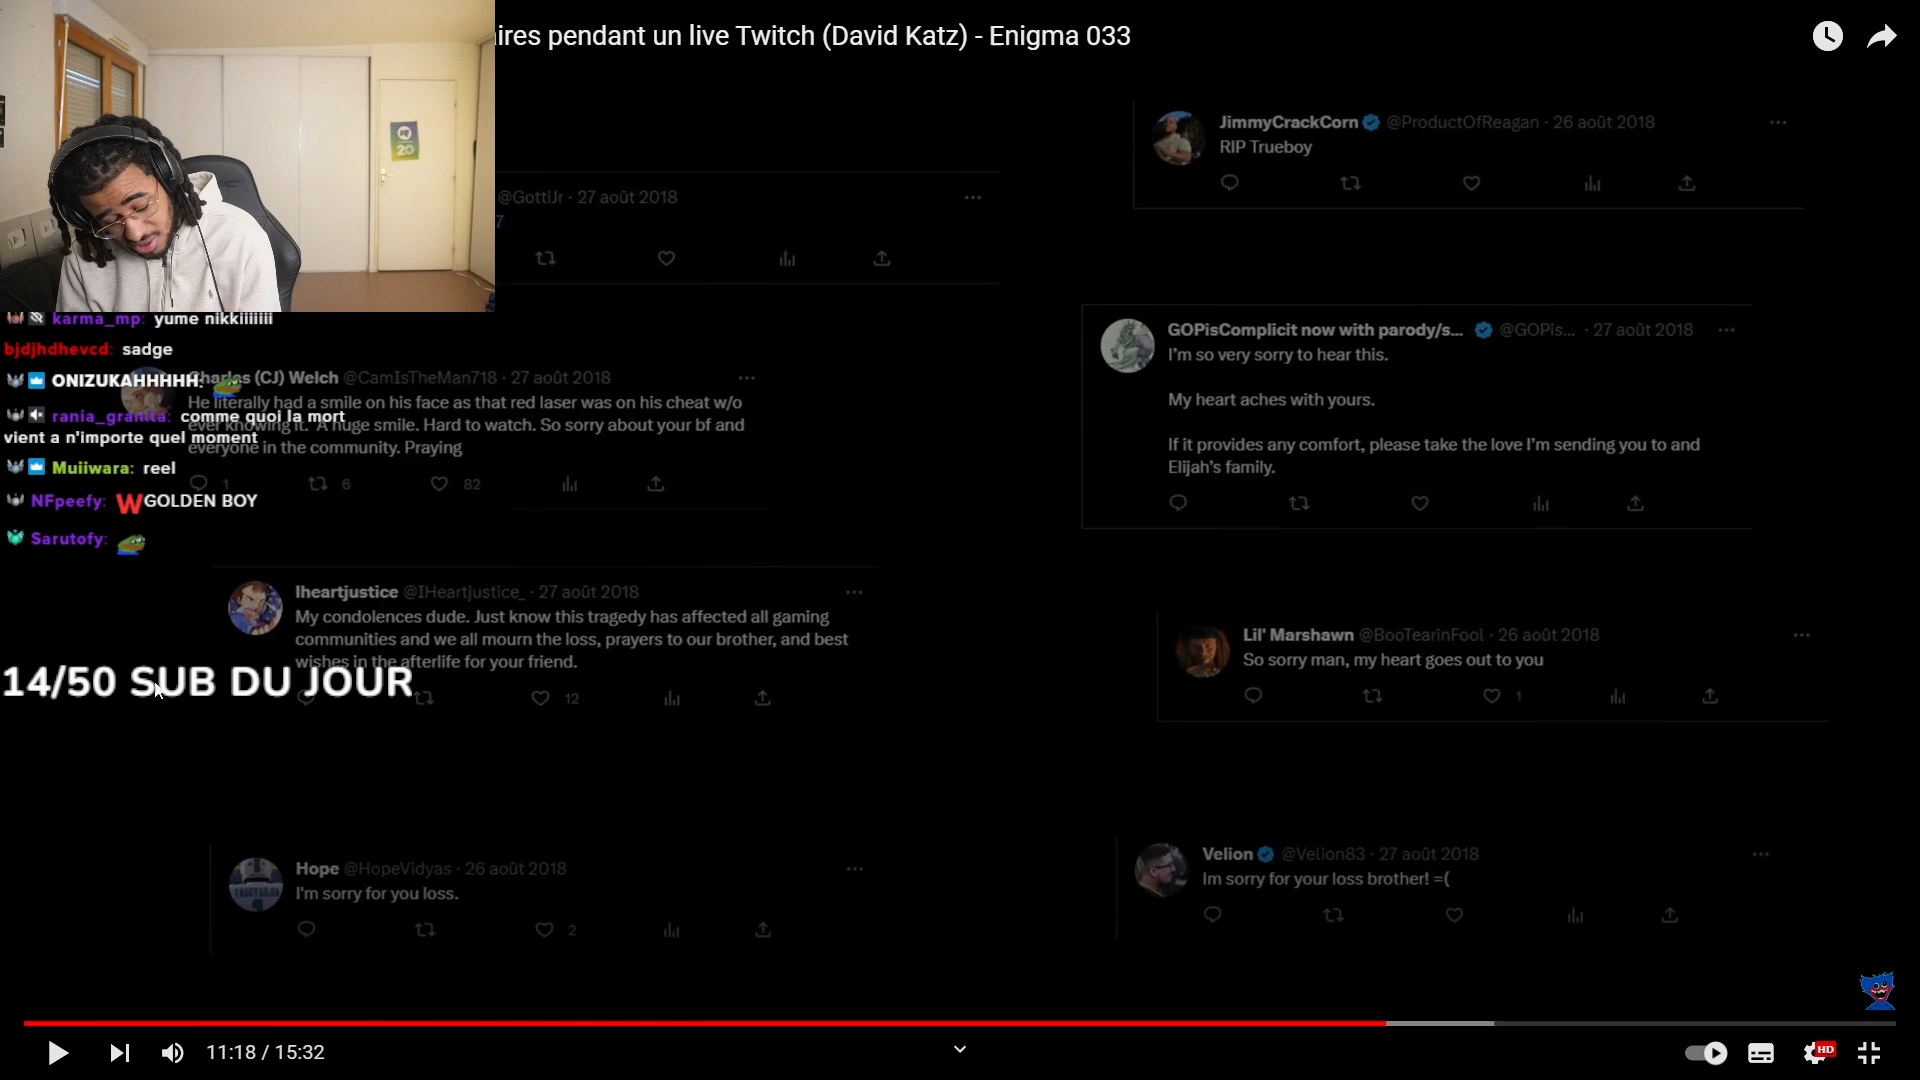 ires pendant un live Twitch (David Katz) - Enigma 033
20
JimmyCrackCorn @ProductOfReagan · 26 août 2018
RIP Trueboy
@GottiJr · 27 août 2018
7
karma_mp: yume nikkiiiiiii
bjdjhdhevcd: sadge
ONIZUKAHHHHH:
rania_granita: comme quoi la mort
vient a n'importe quel moment
Muiiwara: reel
NFpeefy: W GOLDEN BOY
Sarutofy:
Charles (CJ) Welch @CamIsTheMan718 · 27 août 2018
He literally had a smile on his face as that red laser was on his cheat w/o
ever knowing it. A huge smile. Hard to watch. So sorry about your bf and
everyone in the community. Praying
1 6 82
GOPisComplicit now with parody/s... @GOPis... · 27 août 2018
I'm so very sorry to hear this.
My heart aches with yours.
If it provides any comfort, please take the love I'm sending you to and
Elijah's family.
Iheartjustice @IHeartjustice_ · 27 août 2018
My condolences dude. Just know this tragedy has affected all gaming
communities and we all mourn the loss, prayers to our brother, and best
wishes in the afterlife for your friend.
12
14/50 SUB DU JOUR
Lil' Marshawn @BooTearinFool · 26 août 2018
So sorry man, my heart goes out to you
1
Hope @HopeVidyas · 26 août 2018
I'm sorry for you loss.
2
Velion @Velion83 · 27 août 2018
Im sorry for your loss brother! =(
11:18 / 15:32
HD